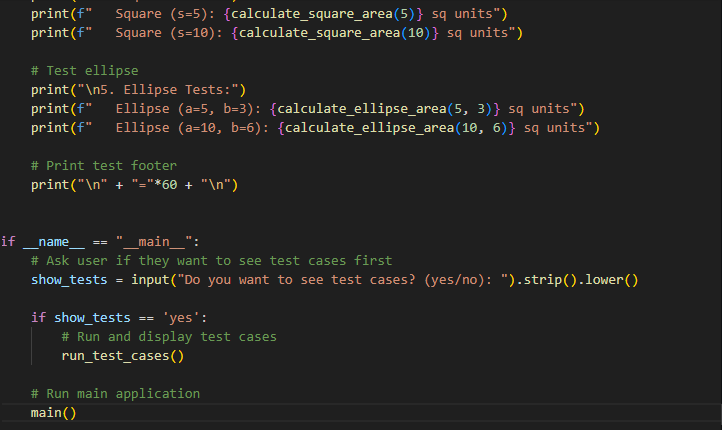 print(f"   Square (s=5): {calculate_square_area(5)} sq units")
    print(f"   Square (s=10): {calculate_square_area(10)} sq units")

    # Test ellipse
    print("\n5. Ellipse Tests:")
    print(f"   Ellipse (a=5, b=3): {calculate_ellipse_area(5, 3)} sq units")
    print(f"   Ellipse (a=10, b=6): {calculate_ellipse_area(10, 6)} sq units")

    # Print test footer
    print("\n" + "="*60 + "\n")


if __name__ == "__main__":
    # Ask user if they want to see test cases first
    show_tests = input("Do you want to see test cases? (yes/no): ").strip().lower()

    if show_tests == 'yes':
        # Run and display test cases
        run_test_cases()

    # Run main application
    main()